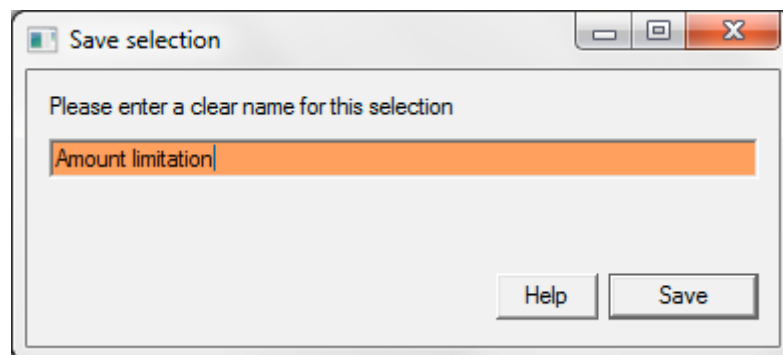 Save selection
Please enter a clear name for this selection
Amount limitation
Help Save